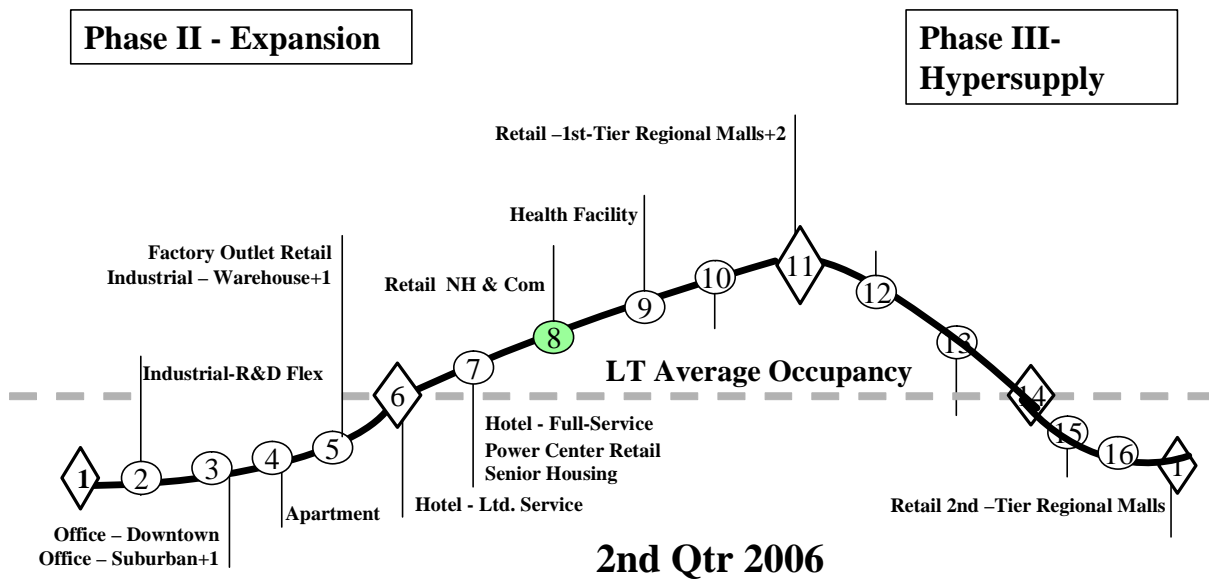 Phase II - Expansion
Phase III-
Hypersupply
Retail –1st-Tier Regional Malls+2
Health Facility
Factory Outlet Retail
Industrial – Warehouse+1
Retail NH & Com
Industrial-R&D Flex
LT Average Occupancy
1
2
3
4
5
6
7
8
9
10
11
12
13
14
15
16
1
Hotel - Full-Service
Power Center Retail
Senior Housing
Hotel - Ltd. Service
Apartment
Retail 2nd –Tier Regional Malls
Office – Downtown
Office – Suburban+1
2nd Qtr 2006